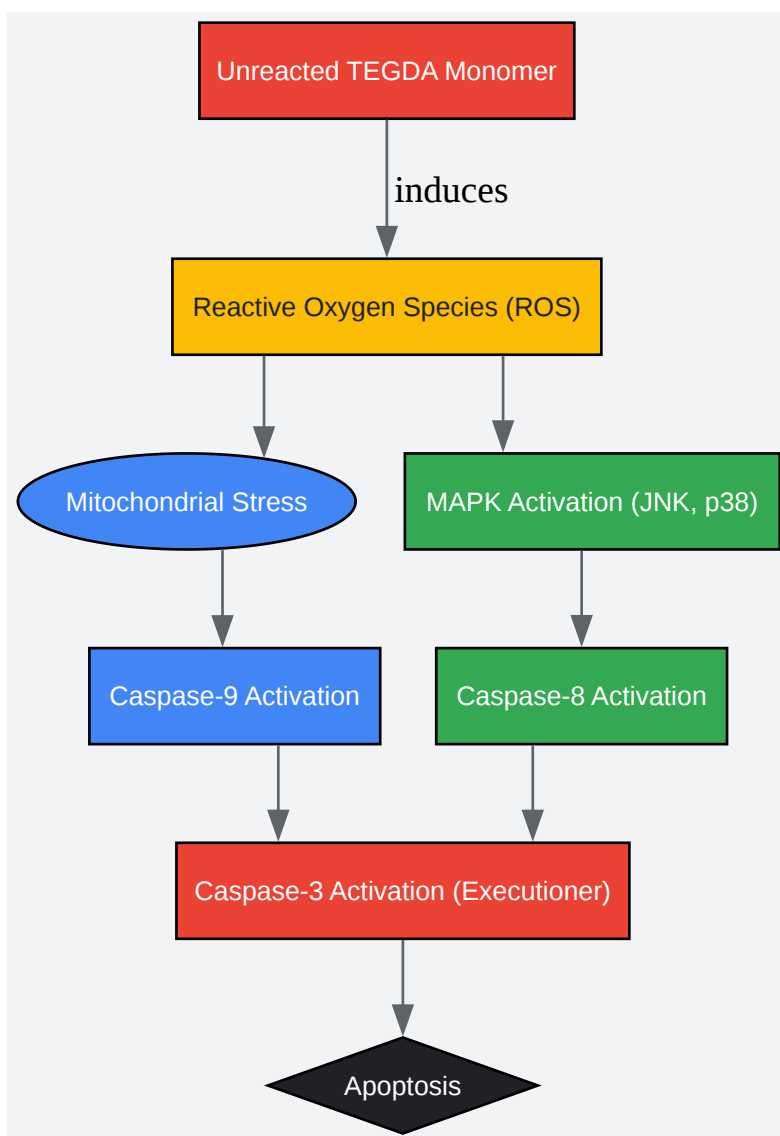 Unreacted TEGDA Monomer
induces
Reactive Oxygen Species (ROS)
Mitochondrial Stress
MAPK Activation (JNK, p38)
Caspase-9 Activation
Caspase-8 Activation
Caspase-3 Activation (Executioner)
Apoptosis